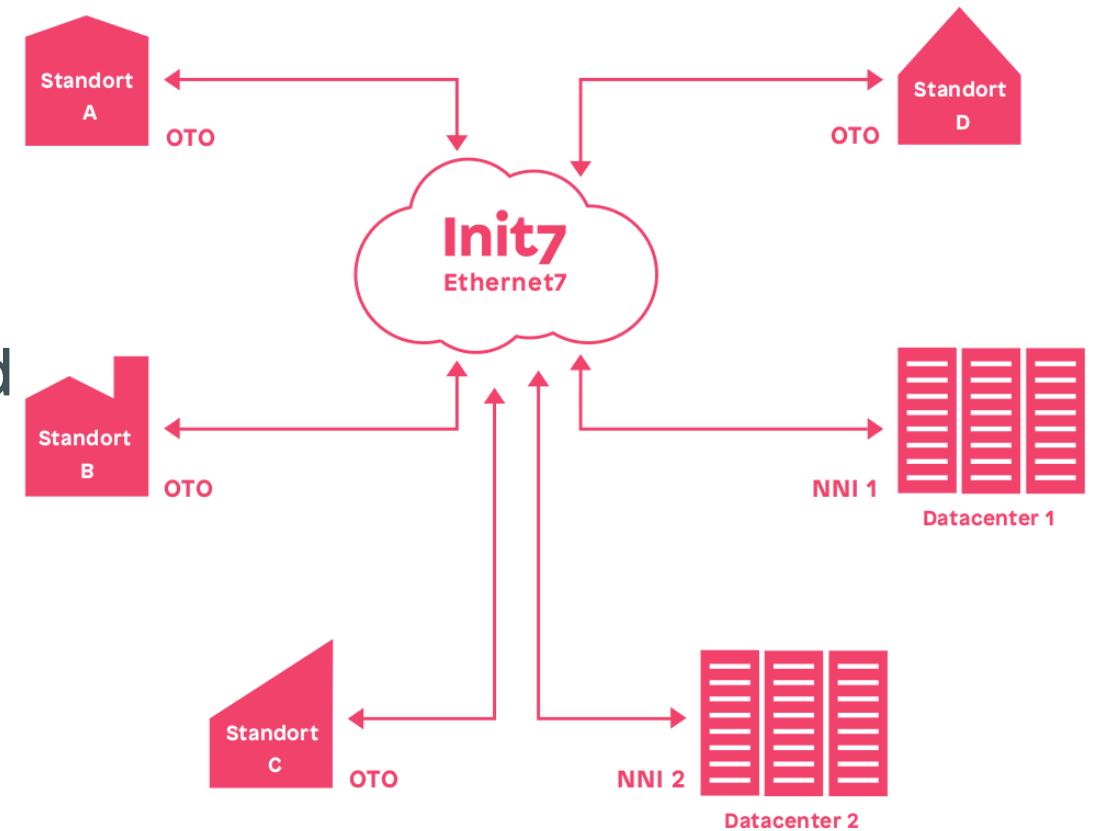 Standort
A
OTO
Standort
D
OTO
Init7
Ethernet7
d
Standort
B
OTO
NNI 1
Datacenter 1
Standort
C
OTO
NNI 2
Datacenter 2